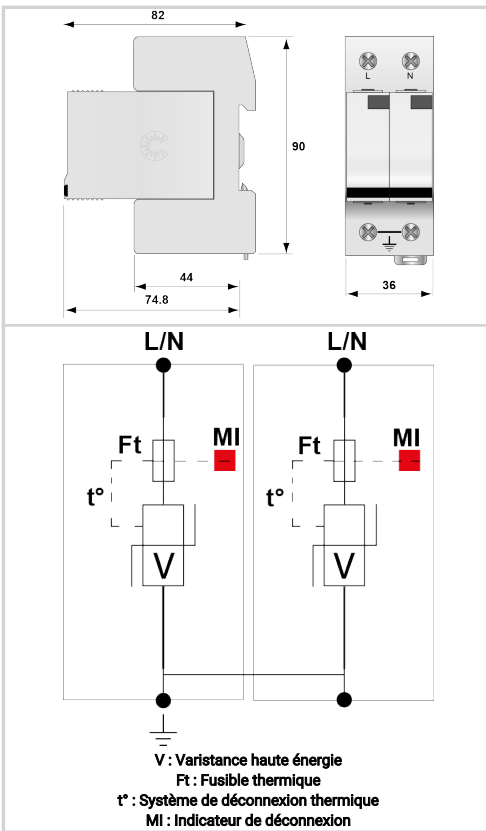 82
L N
90
44
74.8
36
L/N L/N
Ft MI Ft MI
t° t°
V V
V : Varistance haute énergie
Ft : Fusible thermique
t° : Système de déconnexion thermique
MI : Indicateur de déconnexion